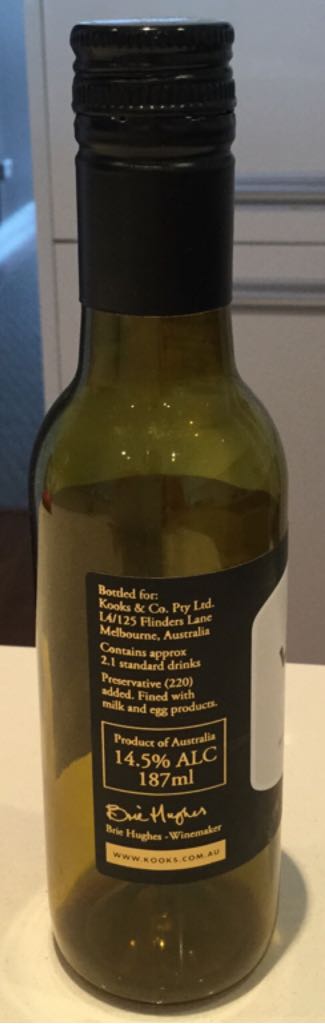 Bottled for:
Kooks & Co. Pty Ltd.
L4/125 Flinders Lane
Melbourne, Australia
Contains approx
2.1 standard drinks
Preservative (220)
added. Fined with
milk and egg products.
Product of Australia
14.5% ALC
187ml
Brie Hughes
Brie Hughes - Winemaker
WWW.KOOKS.COM.AU